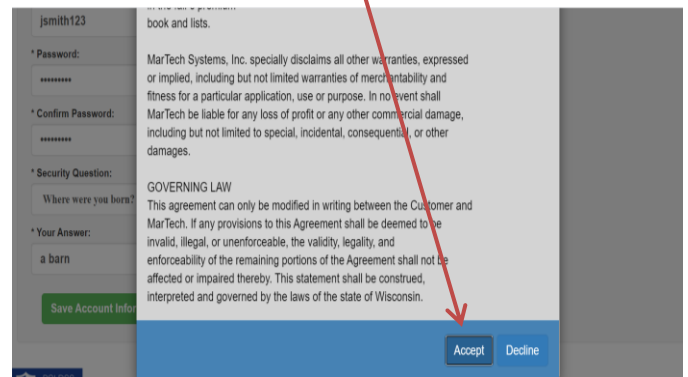 in the full 5 premium
book and lists.
jsmith123
* Password:
MarTech Systems, Inc. specially disclaims all other warranties, expressed
or implied, including but not limited warranties of merchantability and
fitness for a particular application, use or purpose. In no event shall
MarTech be liable for any loss of profit or any other commercial damage,
including but not limited to special, incidental, consequential, or other
damages.
* Confirm Password:
* Security Question:
Where were you born?
* Your Answer:
a barn
Save Account Infor
GOVERNING LAW
This agreement can only be modified in writing between the Customer and
MarTech. If any provisions to this Agreement shall be deemed to be
invalid, illegal, or unenforceable, the validity, legality, and
enforceability of the remaining portions of the Agreement shall not be
affected or impaired thereby. This statement shall be construed,
interpreted and governed by the laws of the state of Wisconsin.
Accept Decline